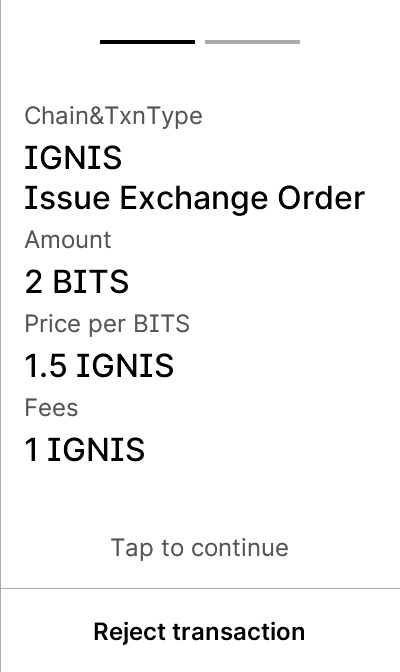 Chain&TxnType
IGNIS
Issue Exchange Order
Amount
2 BITS
Price per BITS
1.5 IGNIS
Fees
1 IGNIS
Tap to continue
Reject transaction